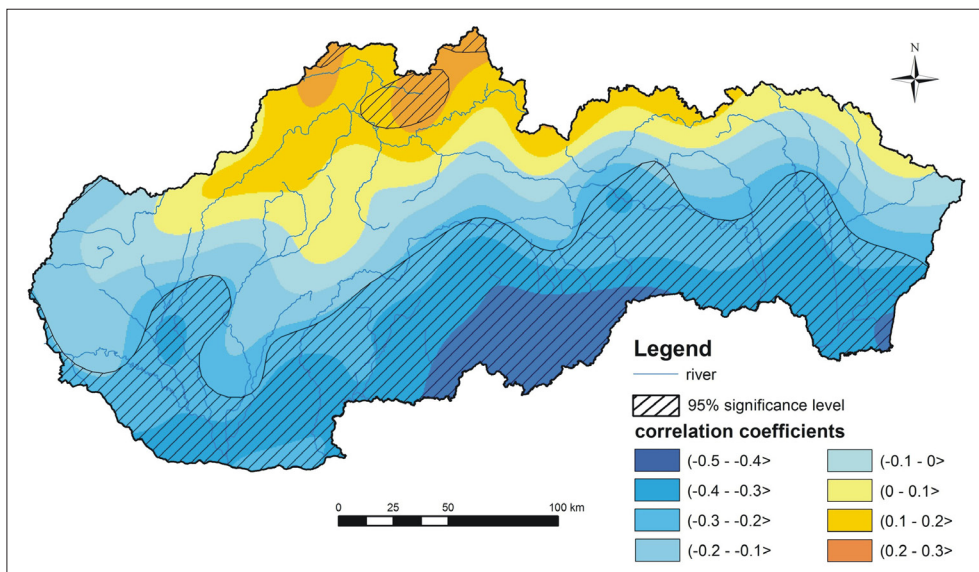 N
Legend
river
95% significance level
correlation coefficients
(-0.5 - -0.4>
(-0.4 - -0.3>
(-0.3 - -0.2>
(-0.2 - -0.1>
(-0.1 - 0>
(0 - 0.1>
(0.1 - 0.2>
(0.2 - 0.3>
0 25 50 100 km